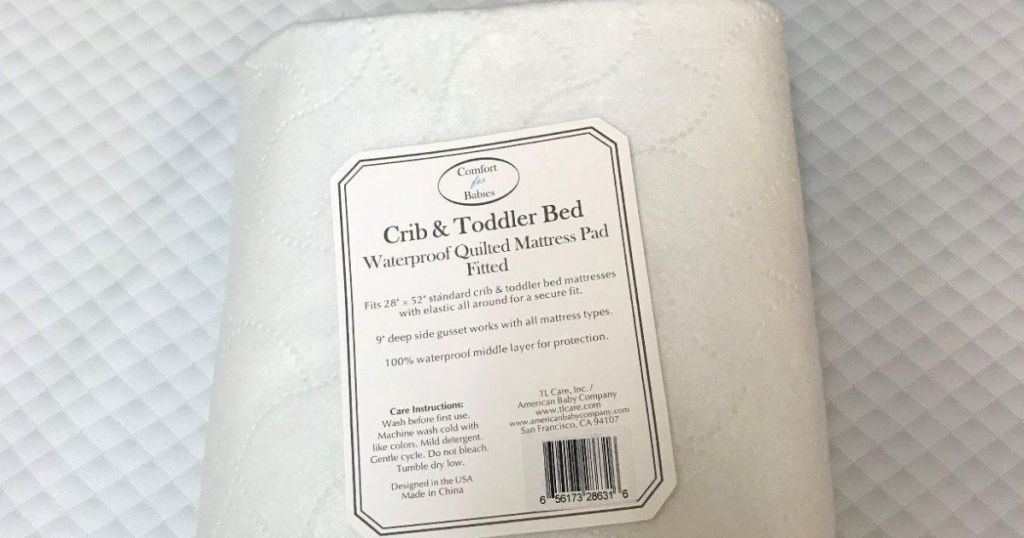 Comfort
for
Babies
Crib & Toddler Bed
Waterproof Quilted Mattress Pad
Fitted
Fits 28" x 52" standard crib & toddler bed mattresses
with elastic all around for a secure fit.
9" deep side gusset works with all mattress types.
100% waterproof middle layer for protection.
Care Instructions:
Wash before first use.
Machine wash cold with
like colors. Mild detergent.
Gentle cycle. Do not bleach.
Tumble dry low.
Designed in the USA
Made in China
TL Care, Inc. /
American Baby Company
www.tlcare.com
www.americanbabycompany.com
San Francisco, CA 94107
6 56173 28631 6